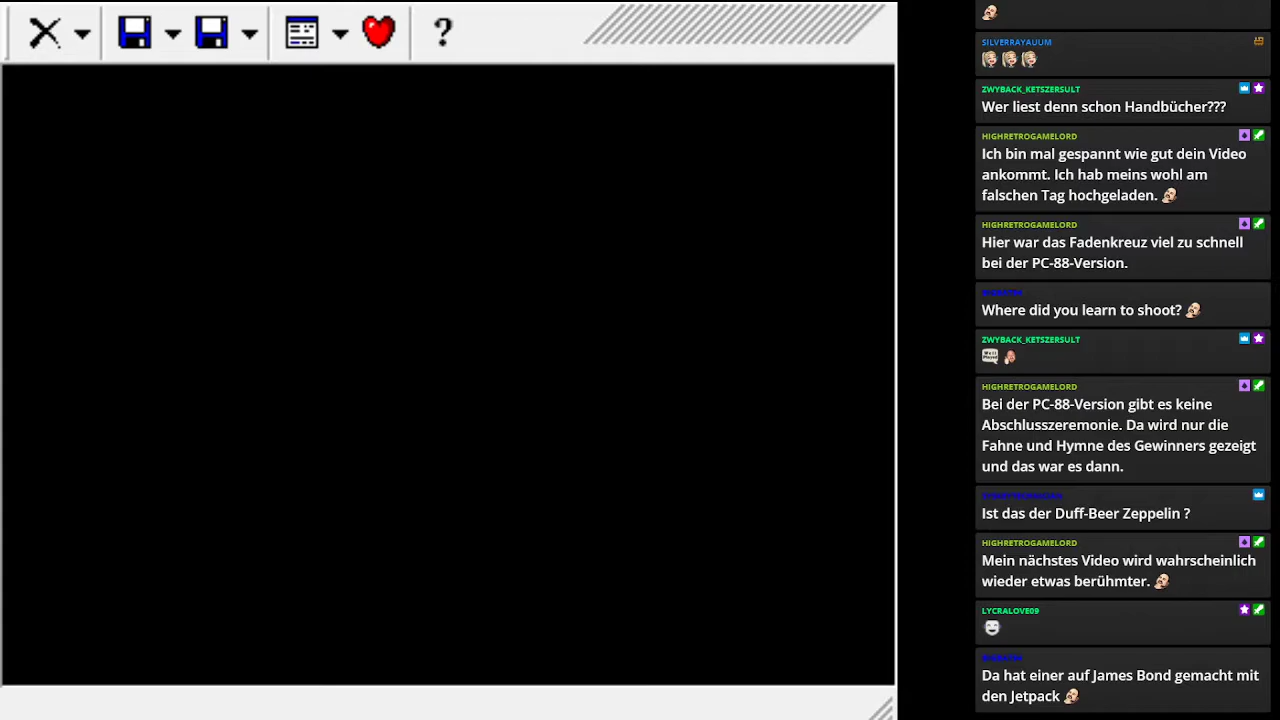 ?
SILVERRAYAUUM
ZWYBACK_KETSZERSULT
Wer liest denn schon Handbücher???
HIGHRETROGAMELORD
Ich bin mal gespannt wie gut dein Video
ankommt. Ich hab meins wohl am
falschen Tag hochgeladen.
HIGHRETROGAMELORD
Hier war das Fadenkreuz viel zu schnell
bei der PC-88-Version.
Where did you learn to shoot?
ZWYBACK_KETSZERSULT
HIGHRETROGAMELORD
Bei der PC-88-Version gibt es keine
Abschlusszeremonie. Da wird nur die
Fahne und Hymne des Gewinners gezeigt
und das war es dann.
Ist das der Duff-Beer Zeppelin ?
HIGHRETROGAMELORD
Mein nächstes Video wird wahrscheinlich
wieder etwas berühmter.
LYCRALOVE09
Da hat einer auf James Bond gemacht mit
den Jetpack